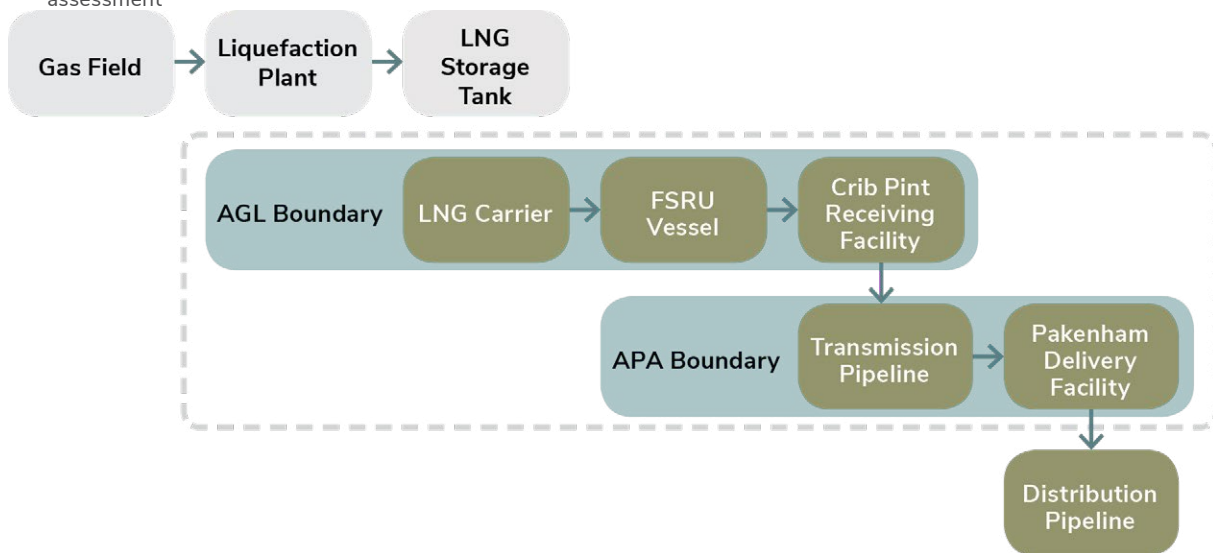 assessment
Gas Field
Liquefaction
Plant
LNG
Storage
Tank
AGL Boundary
LNG Carrier
FSRU
Vessel
Crib Pint
Receiving
Facility
APA Boundary
Transmission
Pipeline
Pakenham
Delivery
Facility
Distribution
Pipeline